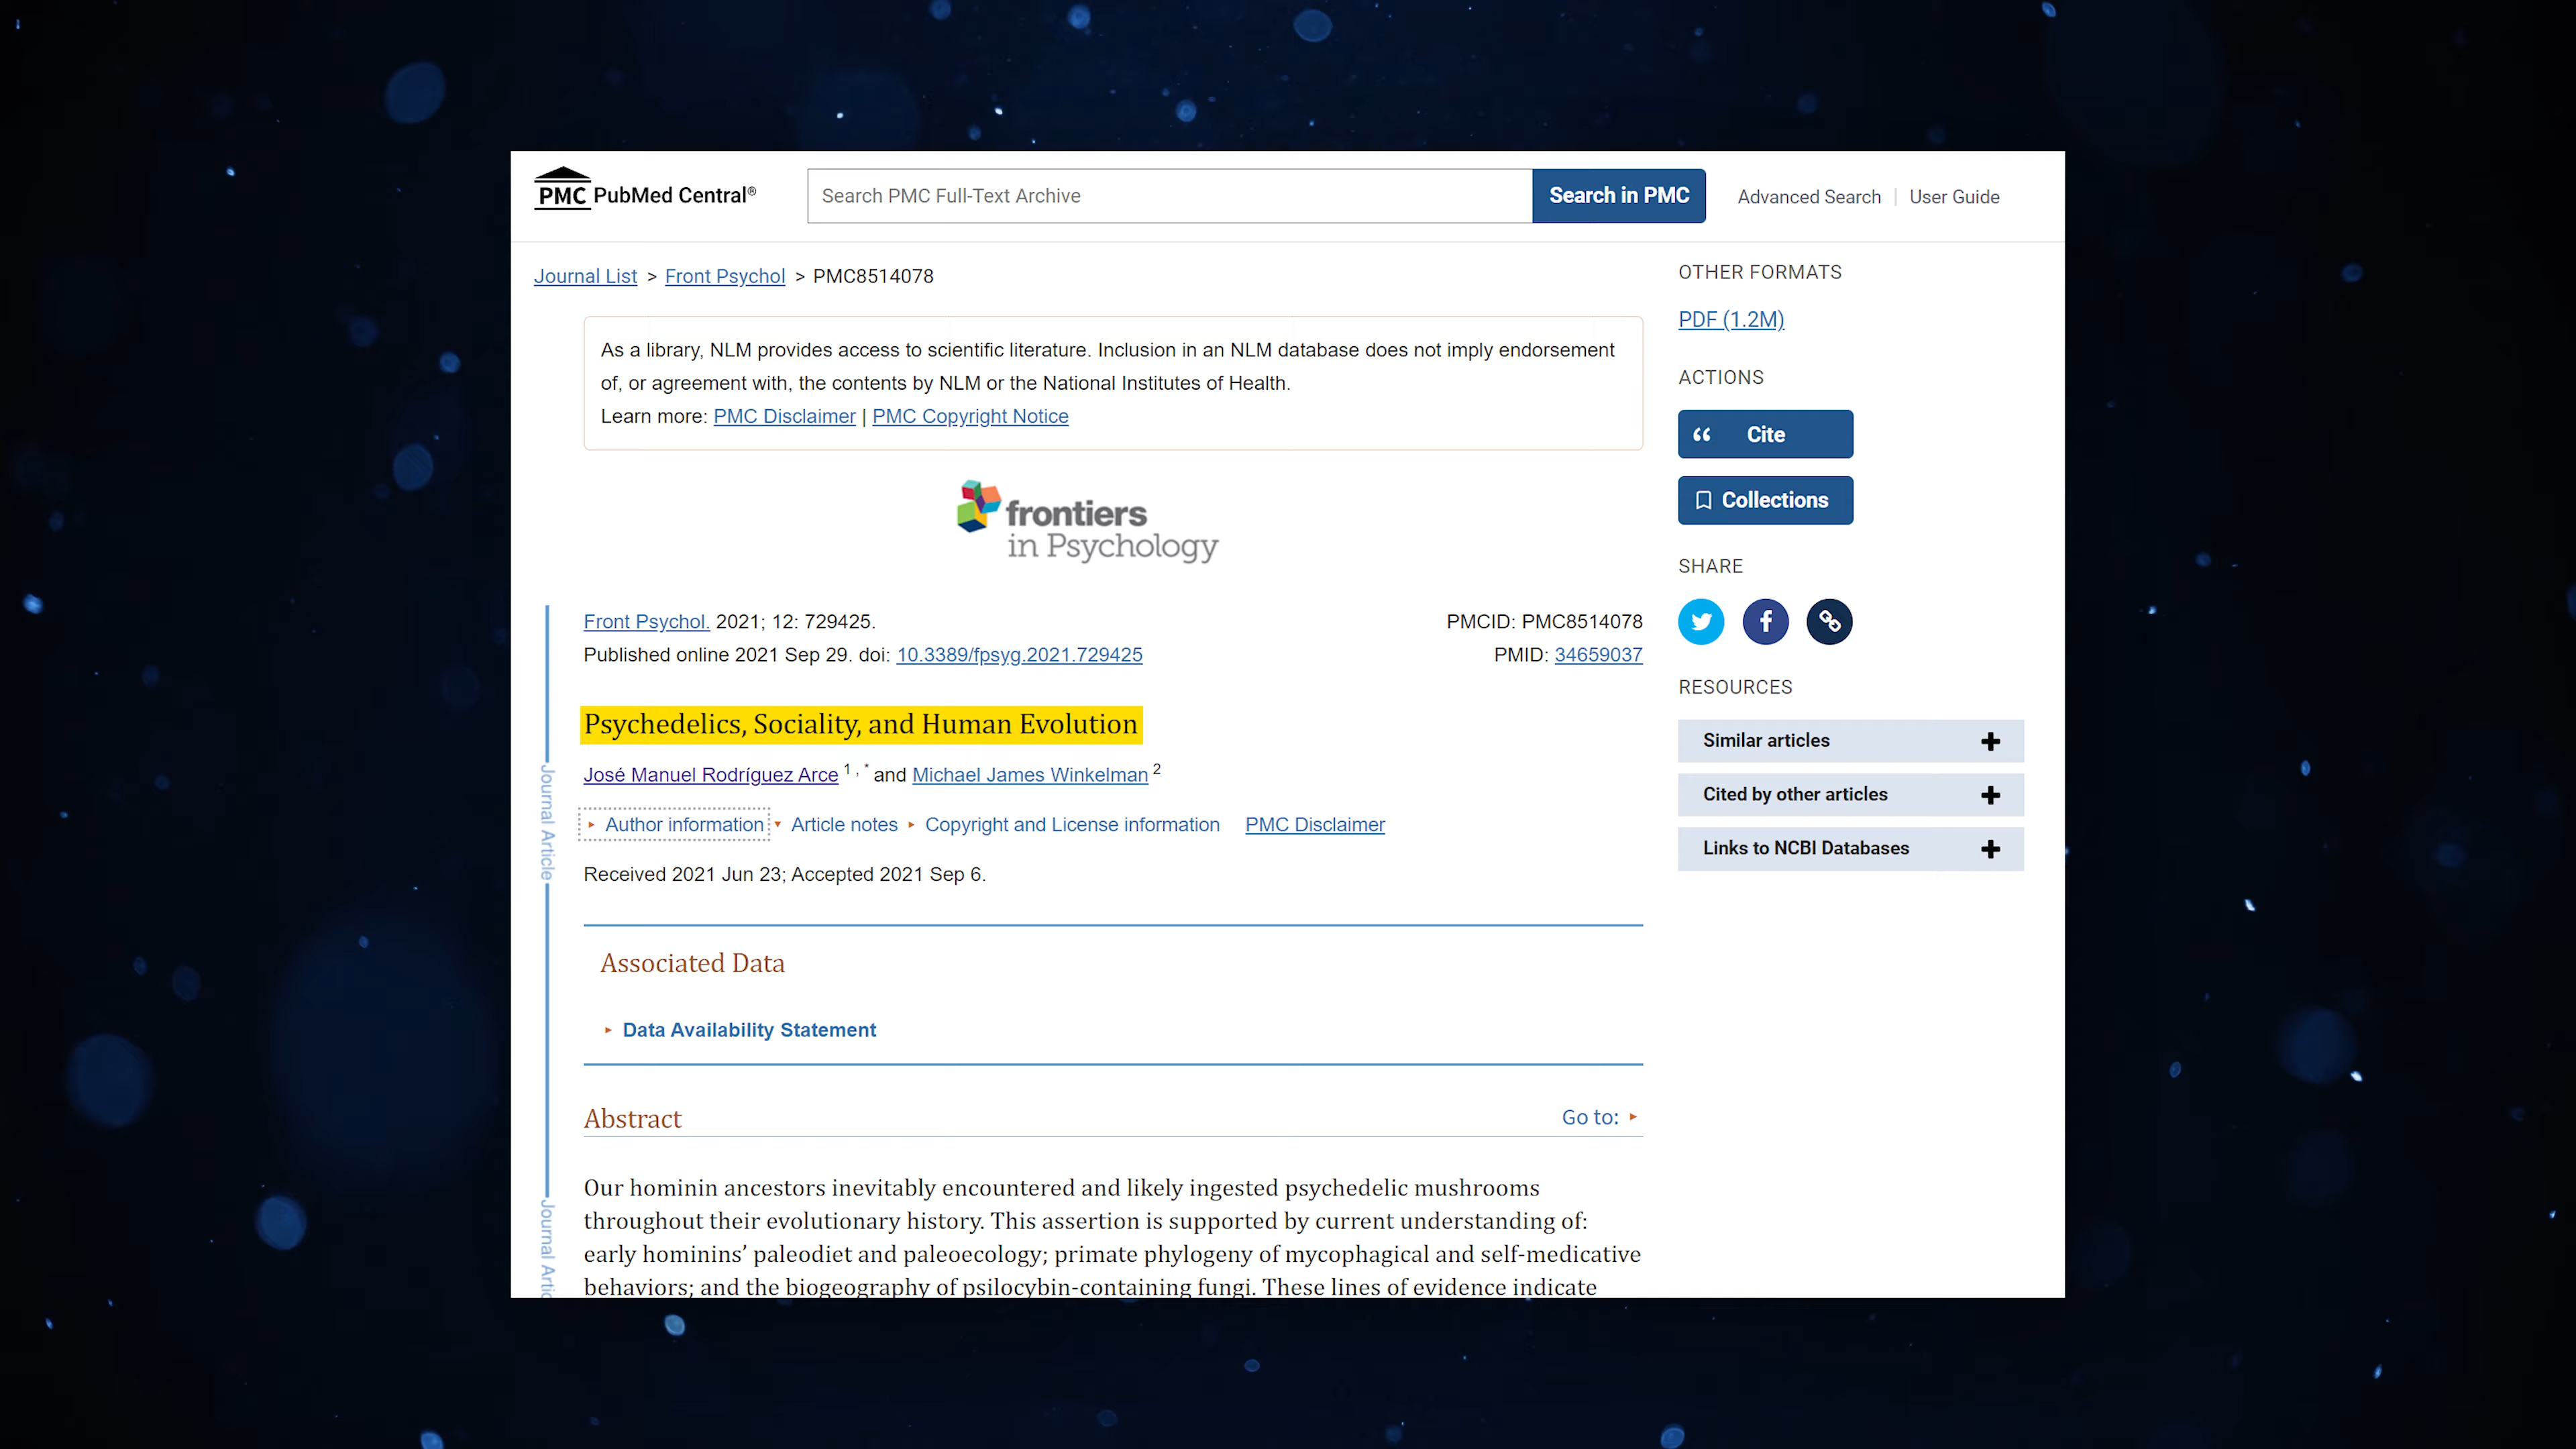 PMC PubMed Central®
Search PMC Full-Text Archive
Search in PMC
Advanced Search | User Guide
Journal List > Front Psychol > PMC8514078
As a library, NLM provides access to scientific literature. Inclusion in an NLM database does not imply endorsement
of, or agreement with, the contents by NLM or the National Institutes of Health.
Learn more: PMC Disclaimer | PMC Copyright Notice
frontiers
in Psychology
Front Psychol. 2021; 12: 729425.
PMCID: PMC8514078
Published online 2021 Sep 29. doi: 10.3389/fpsyg.2021.729425
PMID: 34659037
Psychedelics, Sociality, and Human Evolution
José Manuel Rodríguez Arce 1,* and Michael James Winkelman 2
Author information Article notes Copyright and License information PMC Disclaimer
Received 2021 Jun 23; Accepted 2021 Sep 6.
Associated Data
Data Availability Statement
Abstract
Go to:
Our hominin ancestors inevitably encountered and likely ingested psychedelic mushrooms
throughout their evolutionary history. This assertion is supported by current understanding of:
early hominins’ paleodiet and paleoecology; primate phylogeny of mycophagical and self-medicative
behaviors; and the biogeography of psilocybin-containing fungi. These lines of evidence indicate
Journal Article
Journal Artic
OTHER FORMATS
PDF (1.2M)
ACTIONS
Cite
Collections
SHARE
RESOURCES
Similar articles
Cited by other articles
Links to NCBI Databases